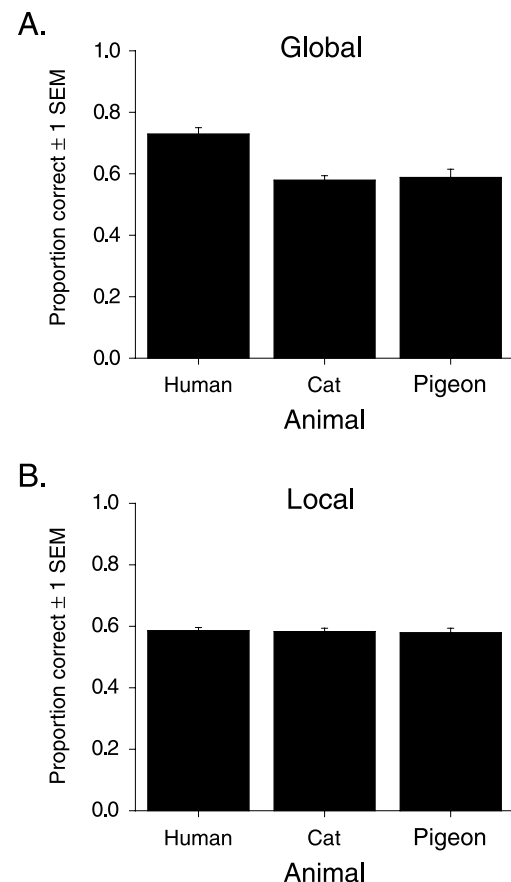 A.
Global
Proportion correct ± 1 SEM
1.0
0.8
0.6
0.4
0.2
0.0
Human Cat Pigeon
Animal
B.
Local
Proportion correct ± 1 SEM
1.0
0.8
0.6
0.4
0.2
0.0
Human Cat Pigeon
Animal